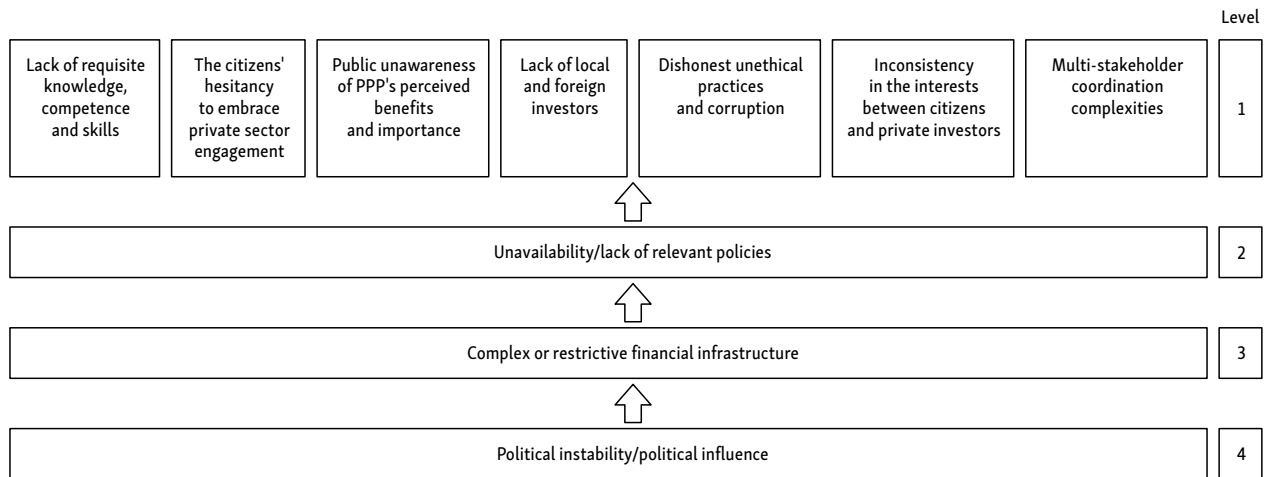 Level
Lack of requisite
knowledge,
competence
and skills
The citizens'
hesitancy
to embrace
private sector
engagement
Public unawareness
of PPP's perceived
benefits
and importance
Lack of local
and foreign
investors
Dishonest unethical
practices
and corruption
Inconsistency
in the interests
between citizens
and private investors
Multi-stakeholder
coordination
complexities
1
Unavailability/lack of relevant policies
2
Complex or restrictive financial infrastructure
3
Political instability/political influence
4